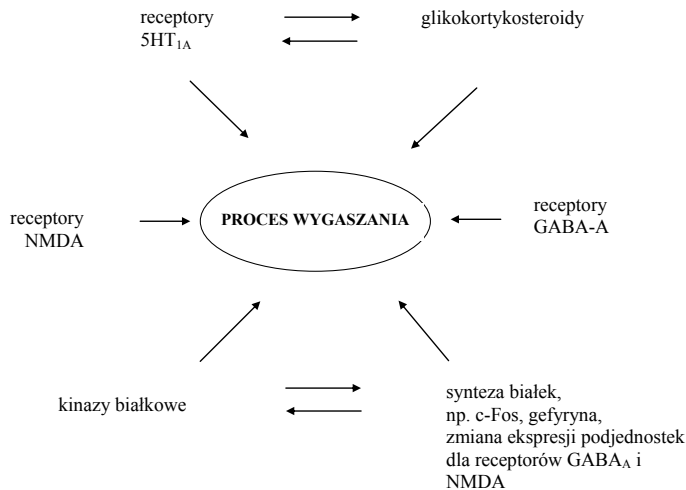 receptory
5HT1A
glikokortykosteroidy
receptory
NMDA
PROCES WYGASZANIA
receptory
GABA-A
kinazy białkowe
synteza białek,
np. c-Fos, gefyryna,
zmiana ekspresji podjednostek
dla receptorów GABAA i
NMDA